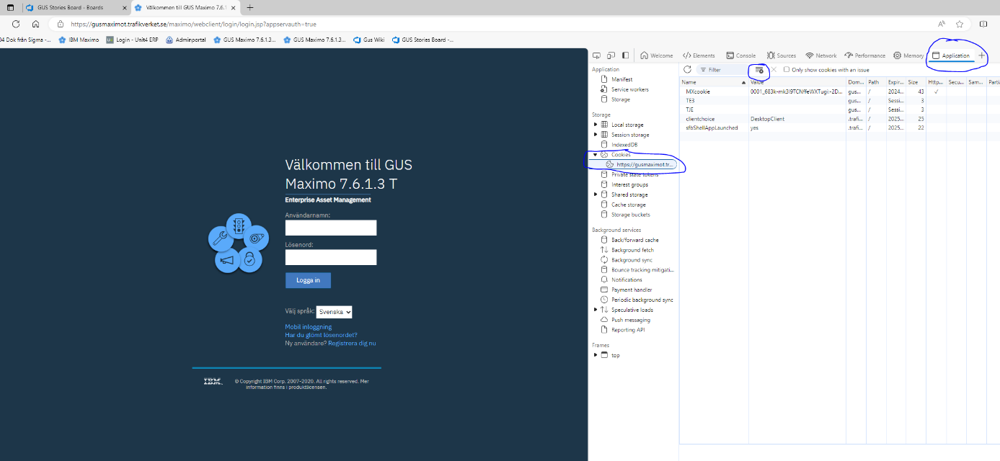 GUS Stories Board - Boards
Välkommen till GUS Maximo 7.6.1
https://gusmaximot.trafikverket.se/maximo/webclient/login/login.jsp?appservauth=true
04 Dok från Sigma -...
IBM Maximo
Login - Unit4 ERP
Adminportal
GUS Maximo 7.6.1.3...
GUS Maximo 7.6.1.3...
Gus Wiki
GUS Stories Board -...
Välkommen till GUS
Maximo 7.6.1.3 T
Enterprise Asset Management
Användarnamn:
Lösenord:
Logga in
Välj språk: Svenska
Mobil inloggning
Har du glömt lösenordet?
Ny användare? Registrera dig nu
IBM.
© Copyright IBM Corp. 2007-2020. All rights reserved. Mer
information finns i produktlicensen.
Welcome
Elements
Console
Sources
Network
Performance
Memory
Application
Application
Manifest
Service workers
Storage
Storage
Local storage
Session storage
IndexedDB
Cookies
https://gusmaximot.tr...
Private state tokens
Interest groups
Shared storage
Cache storage
Storage buckets
Background services
Back/forward cache
Background fetch
Background sync
Bounce tracking mitigati...
Notifications
Payment handler
Periodic background sync
Speculative loads
Push messaging
Reporting API
Frames
top
Filter
Only show cookies with an issue
Name Value Dom... Path Expir... Size Http... Secu... Sam... Parti
MXcookie gus... / 2024... 43 ✓
TE3 gus... / Sessi... 3
TJE gus... / Sessi... 3
clientchoice DesktopClient .trafi... / 2025... 25
sfbShellAppLaunched yes .trafi... / 2025... 22